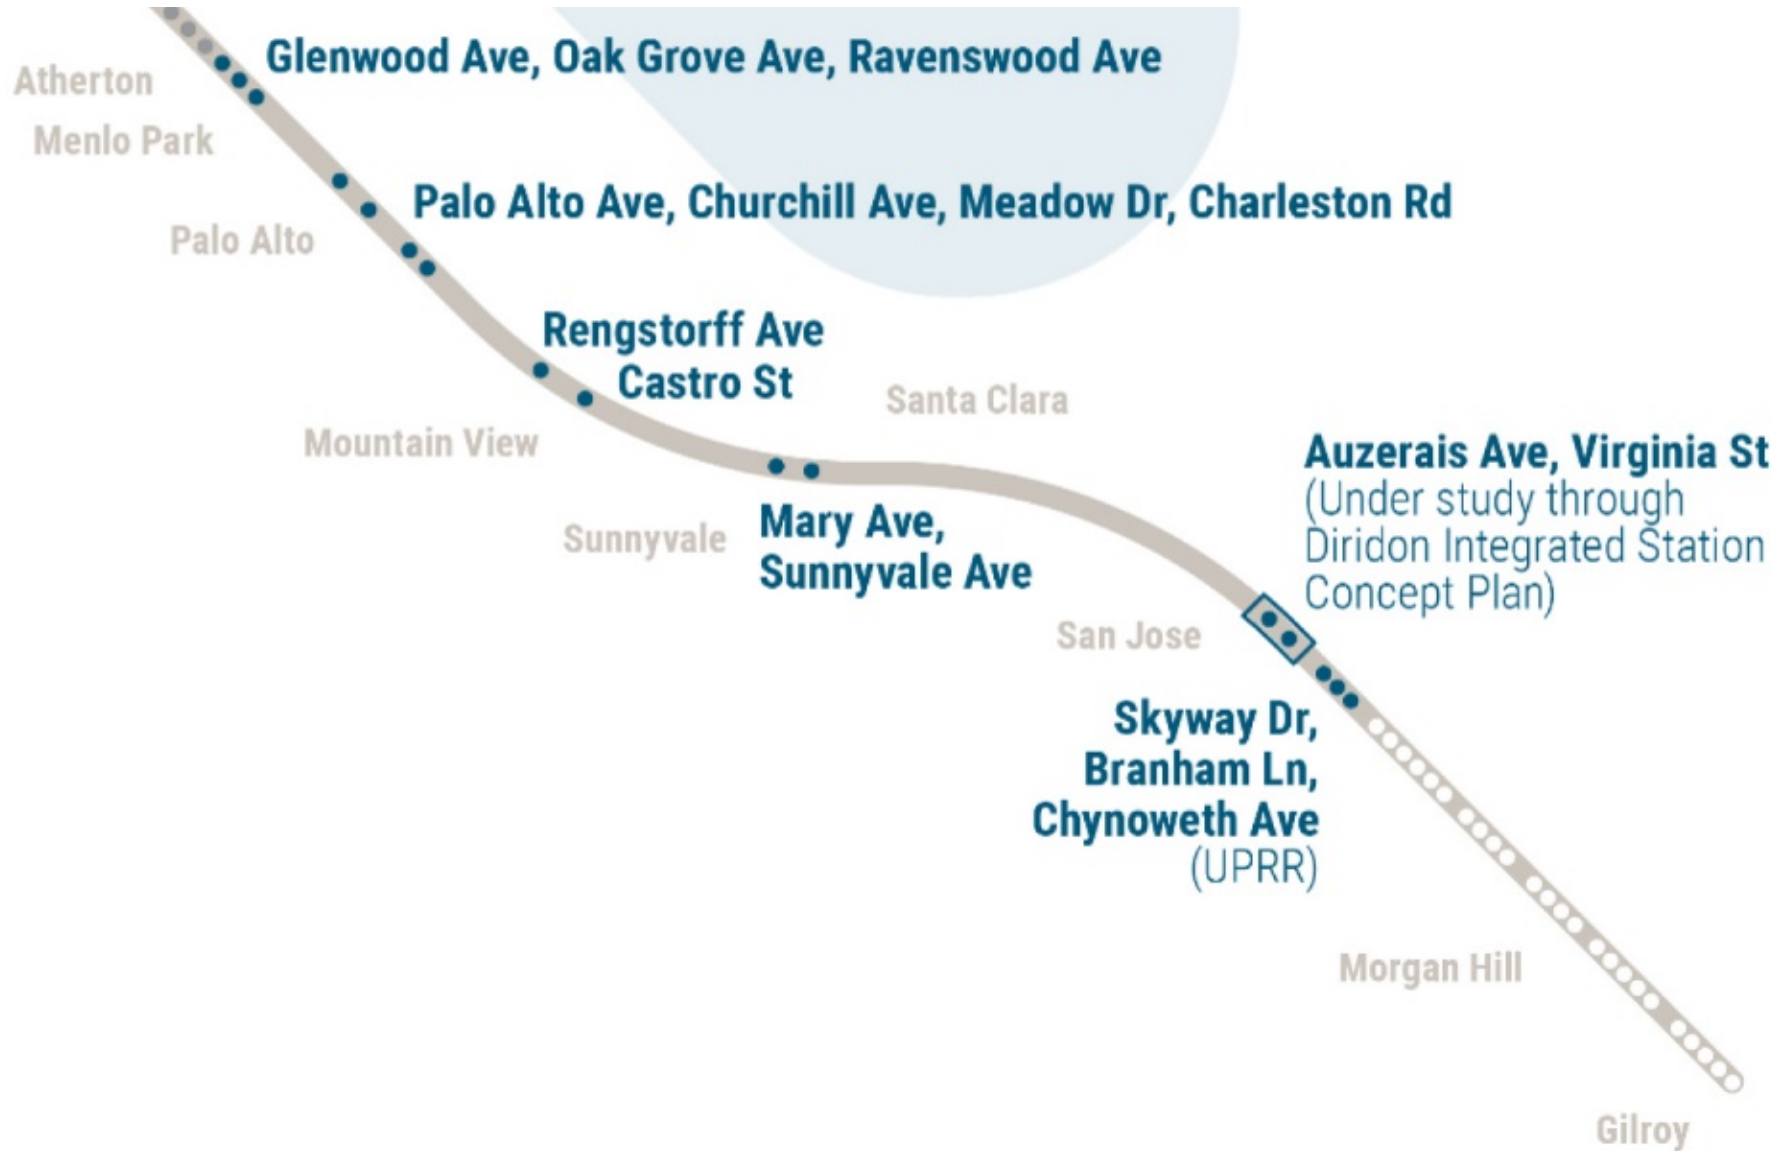 Glenwood Ave, Oak Grove Ave, Ravenswood Ave
Atherton
Menlo Park
Palo Alto Ave, Churchill Ave, Meadow Dr, Charleston Rd
Palo Alto
Rengstorff Ave
Castro St
Santa Clara
Mountain View
Auzerais Ave, Virginia St
(Under study through
Diridon Integrated Station
Concept Plan)
Sunnyvale
Mary Ave,
Sunnyvale Ave
San Jose
Skyway Dr,
Branham Ln,
Chynoweth Ave
(UPRR)
Morgan Hill
Gilroy